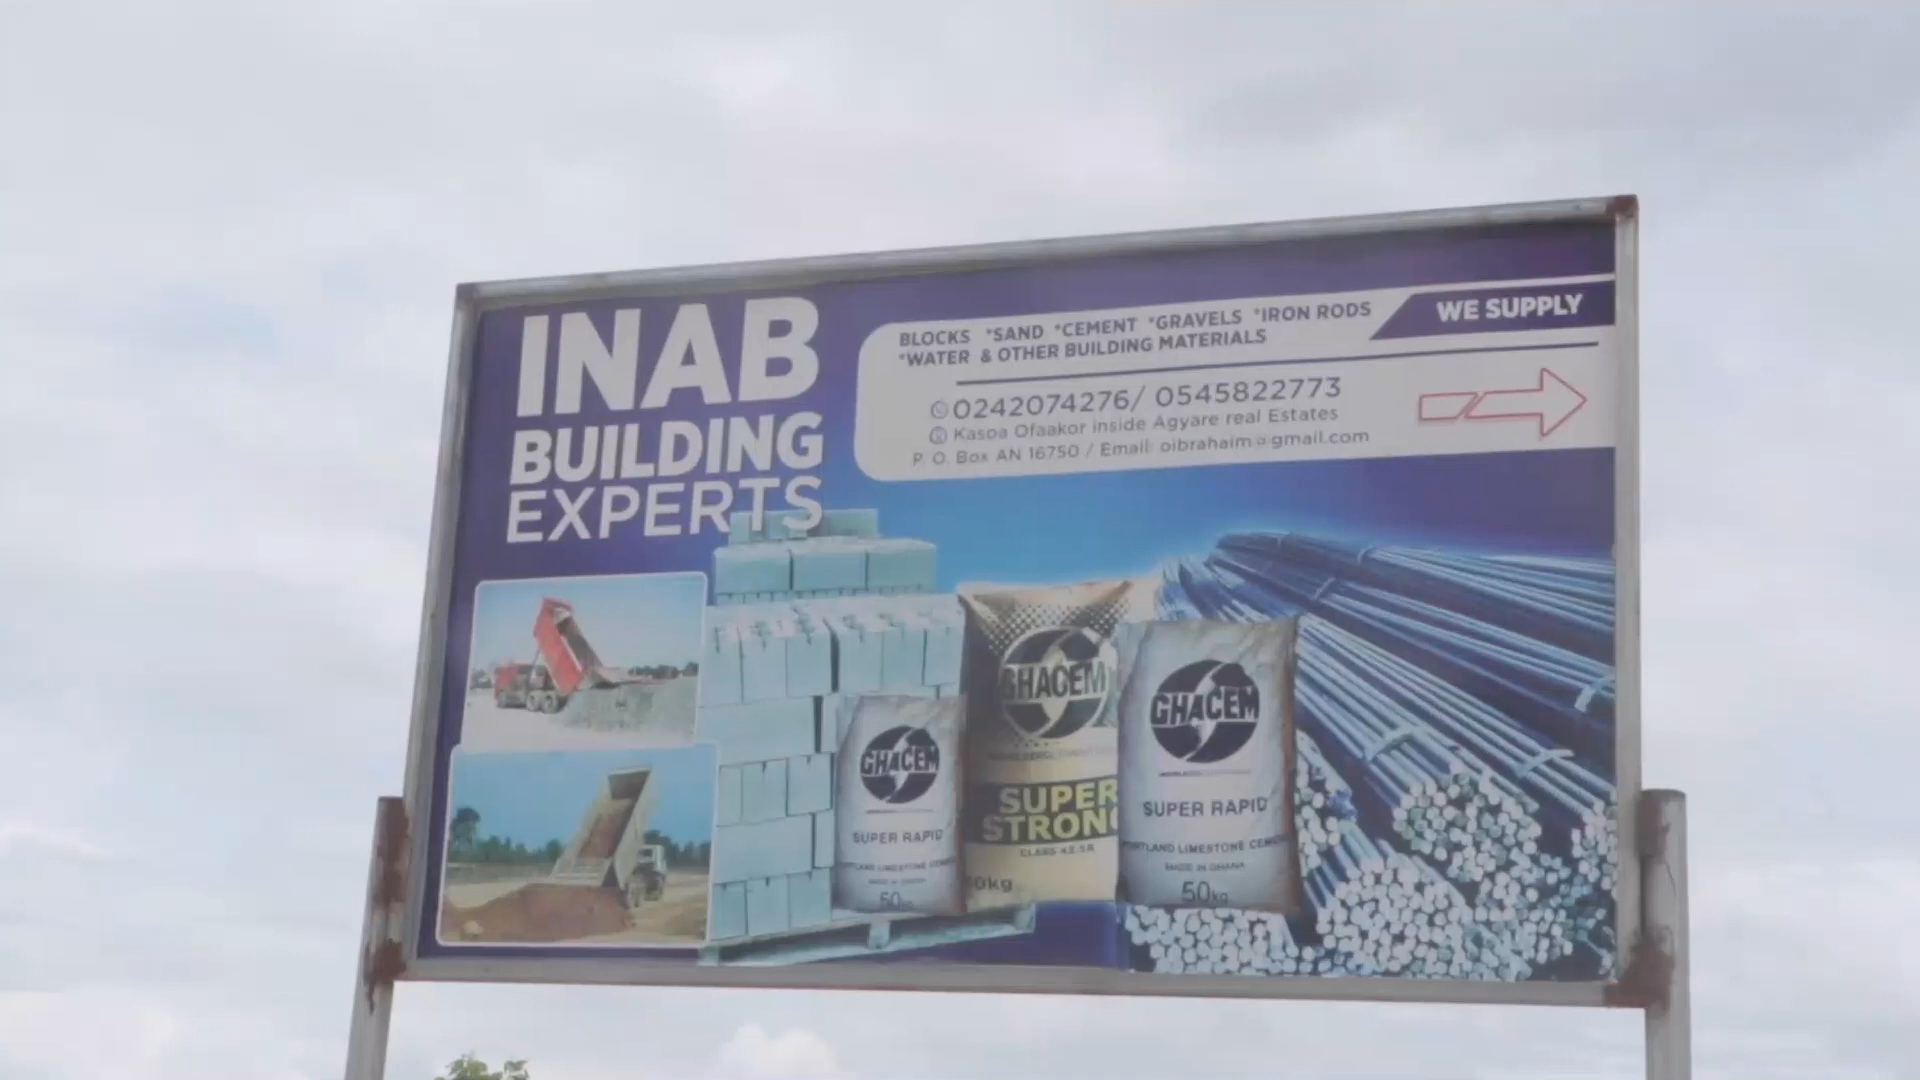 INAB
BUILDING
EXPERTS
BLOCKS *SAND *CEMENT *GRAVELS *IRON RODS
*WATER & OTHER BUILDING MATERIALS
WE SUPPLY
0242074276/ 0545822773
Kasoa Ofaakor inside Agyare real Estates
P. O. Box AN 16750 / Email: oibrahaim@gmail.com
GHACEM
SUPER RAPID
50
GHACEM
SUPER
STRONG
CLASS 42.5R
50kg
GHACEM
SUPER RAPID
PORTLAND LIMESTONE CEMENT
MADE IN GHANA
50kg